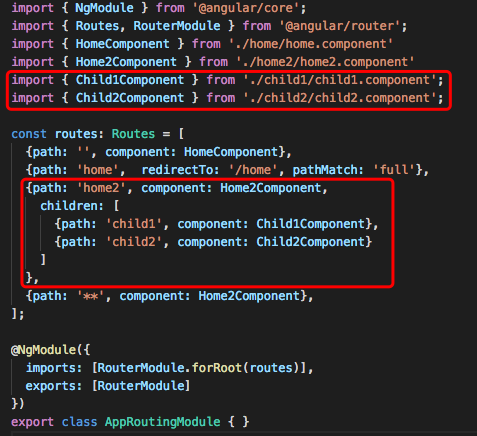 import { NgModule } from '@angular/core';
import { Routes, RouterModule } from '@angular/router';
import { HomeComponent } from './home/home.component'
import { Home2Component } from './home2/home2.component'
import { Child1Component } from './child1/child1.component';
import { Child2Component } from './child2/child2.component';
const routes: Routes = [
{path: '', component: HomeComponent},
{path: 'home',  redirectTo: '/home', pathMatch: 'full'},
{path: 'home2', component: Home2Component,
children: [
{path: 'child1', component: Child1Component},
{path: 'child2', component: Child2Component}
]
},
{path: '**', component: Home2Component},
];
@NgModule({
imports: [RouterModule.forRoot(routes)],
exports: [RouterModule]
})
export class AppRoutingModule { }